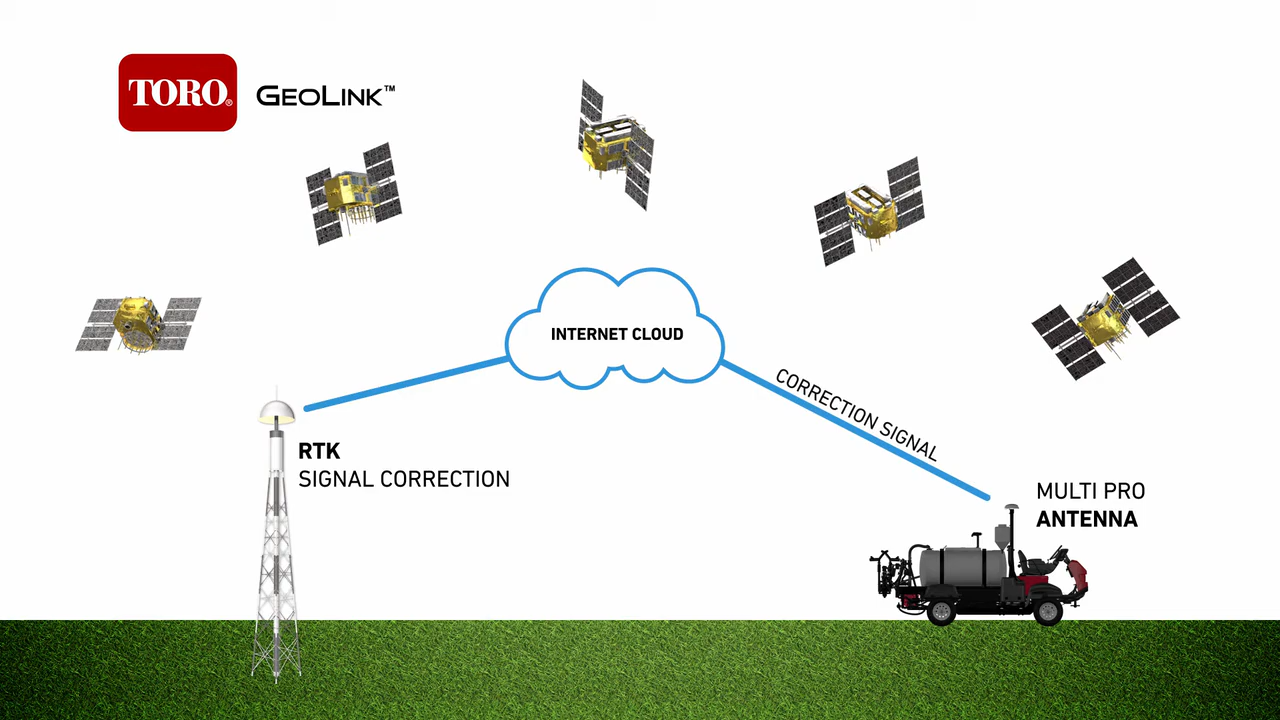 TORO®
GEOLINK™
INTERNET CLOUD
CORRECTION SIGNAL
RTK
SIGNAL CORRECTION
MULTI PRO
ANTENNA